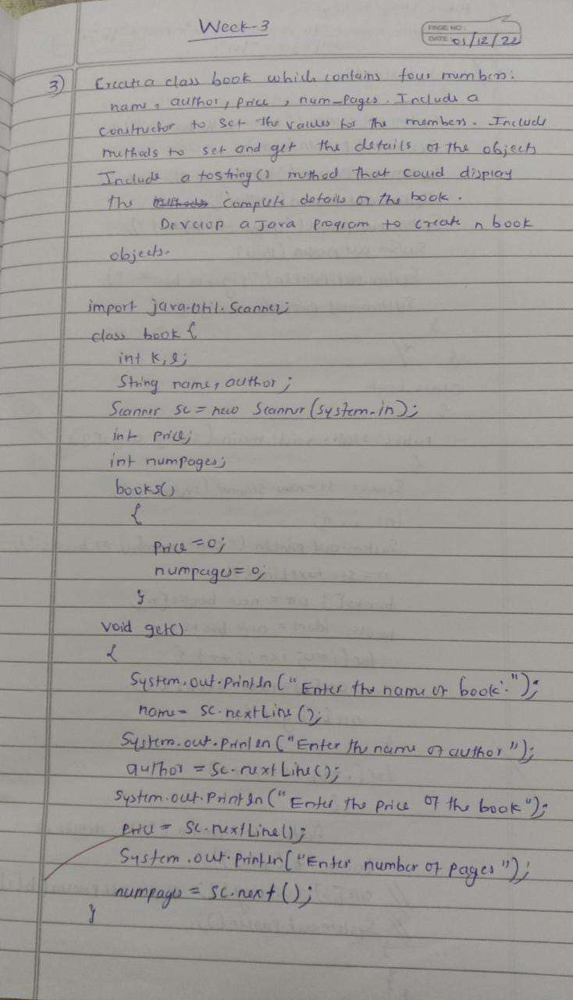 Week-3
PAGE NO:
DATE: 01/12/22
3) Create a class book which contains four members:
name, author, price, num-pages. Include a
constructor to set the values for the members. Include
methods to set and get the details of the objects
Include a tostring() method that could display
the complete details of the book.
Develop a Java program to create n book
objects.
import java.util.Scanner;
class book {
int k, l;
String name, author;
Scanner sc = new Scanner(system.in);
int price;
int numpages;
books()
{
price = 0;
numpages = 0;
}
void get()
{
System.out.println("Enter the name of book:");
name = sc.nextLine();
System.out.println("Enter the name of author");
author = sc.nextLine();
System.out.println("Enter the price of the book");
price = sc.nextLine();
System.out.println("Enter number of pages");
numpages = sc.next();
}